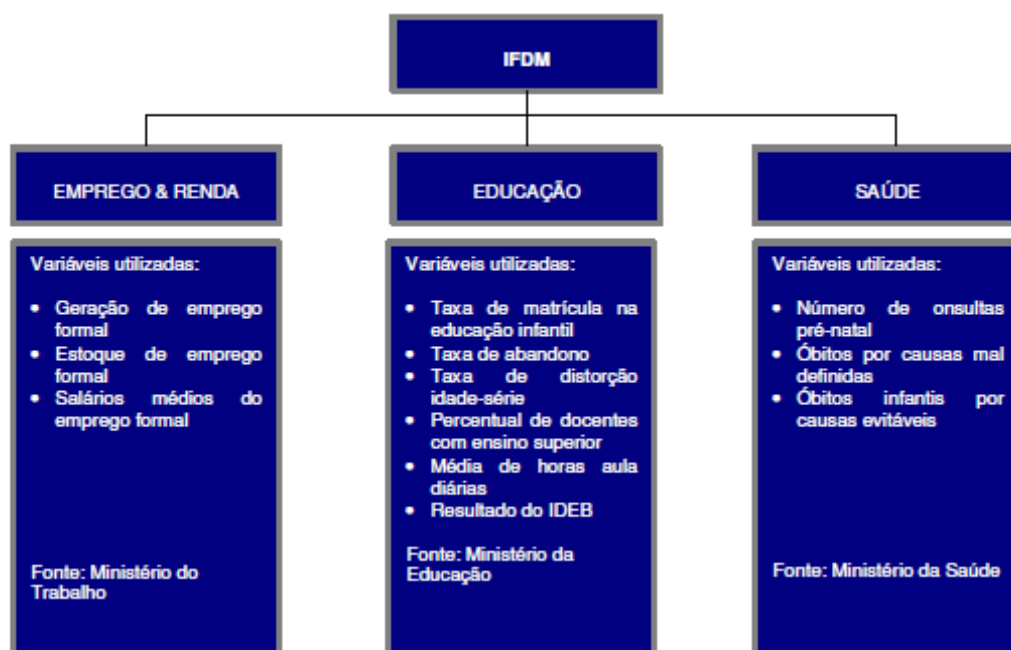 IFDM
EMPREGO & RENDA
Variáveis utilizadas:
• Geração de emprego
formal
• Estoque de emprego
formal
• Salários médios do
emprego formal
Fonte: Ministério do
Trabalho
EDUCAÇÃO
Variáveis utilizadas:
• Taxa de matrícula na
educação infantil
• Taxa de abandono
• Taxa de distorção
idade-série
• Percentual de docentes
com ensino superior
• Média de horas aula
diárias
• Resultado do IDEB
Fonte: Ministério da
Educação
SAÚDE
Variáveis utilizadas:
• Número de onsultas
pré-natal
• Óbitos por causas mal
definidas
• Óbitos infantis por
causas evitáveis
Fonte: Ministério da Saúde